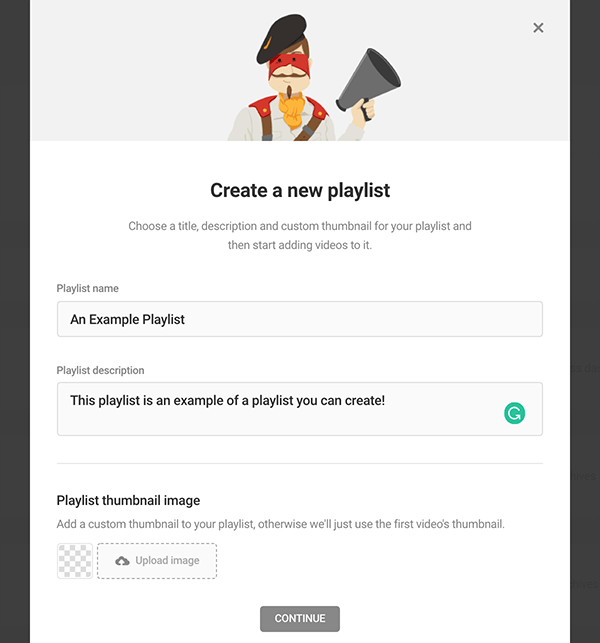 Create a new playlist
Choose a title, description and custom thumbnail for your playlist and
then start adding videos to it.
Playlist name
An Example Playlist
Playlist description
This playlist is an example of a playlist you can create!
Playlist thumbnail image
Add a custom thumbnail to your playlist, otherwise we'll just use the first video's thumbnail.
Upload image
CONTINUE